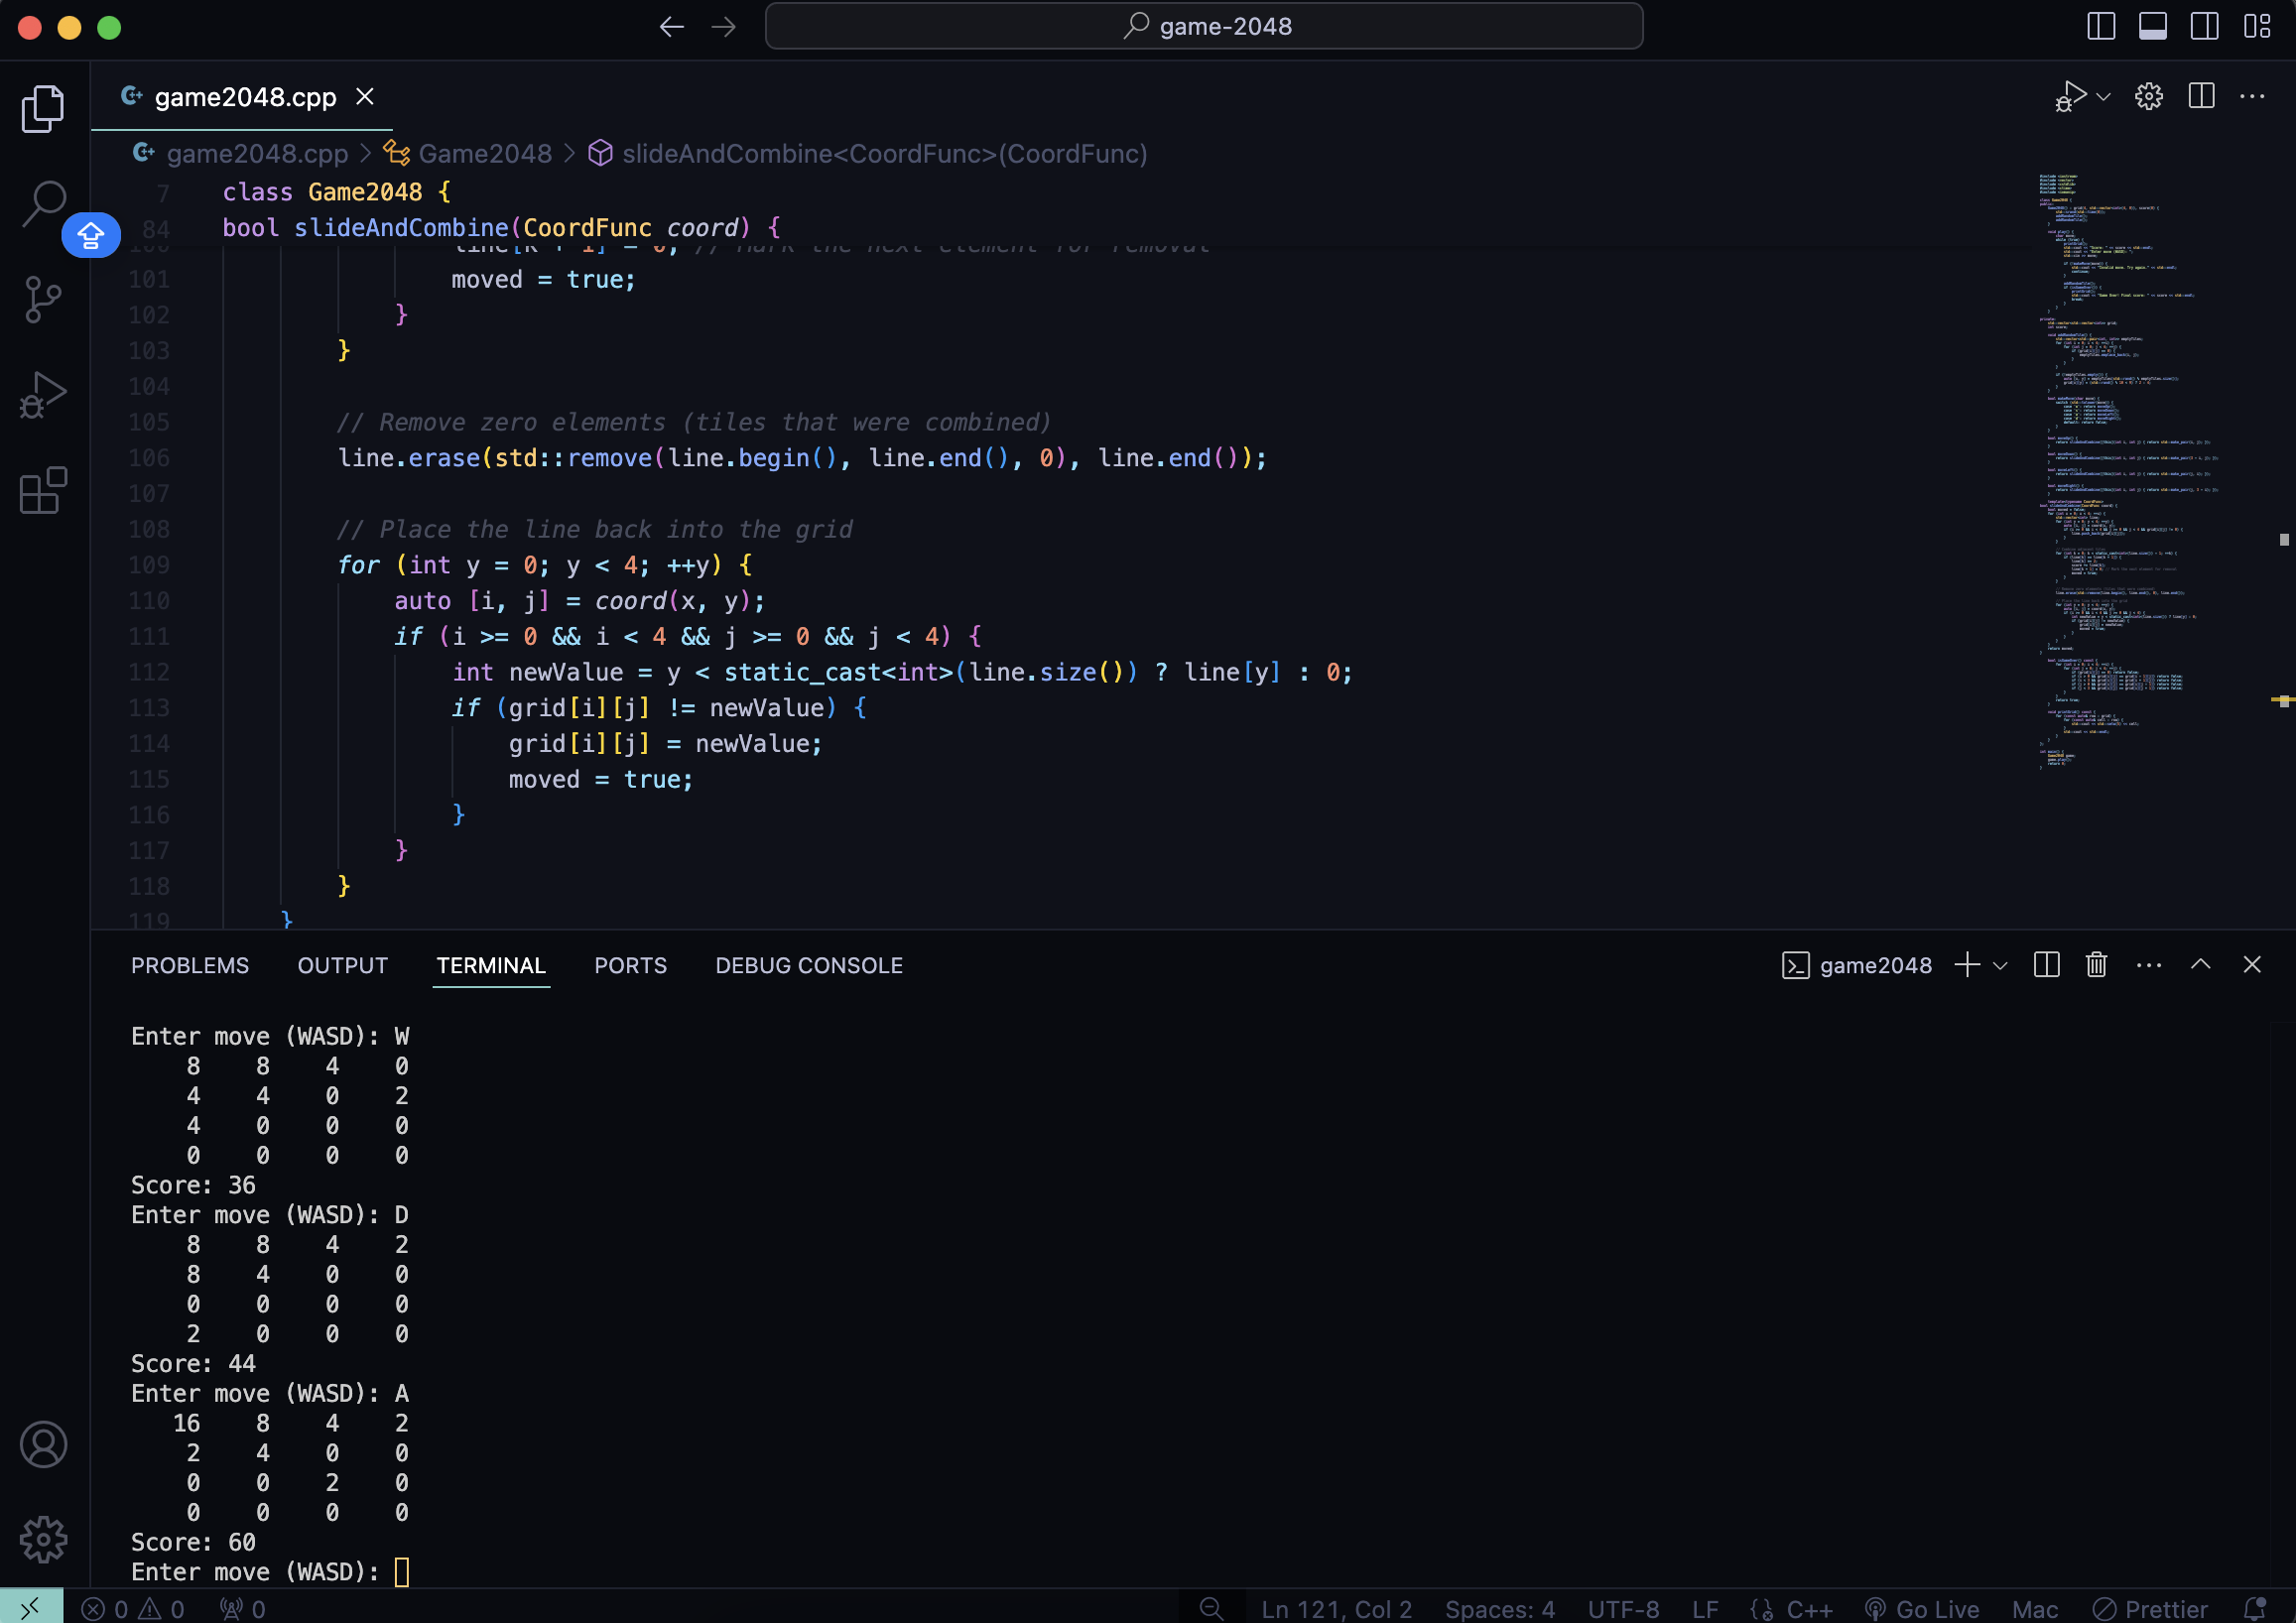 game-2048
game2048.cpp
game2048.cpp > Game2048 > slideAndCombine<CoordFunc>(CoordFunc)
7 class Game2048 {
84 bool slideAndCombine(CoordFunc coord) {
100 line[k + 1] = 0; // Mark the next element for removal
101 moved = true;
102 }
103 }
104
105 // Remove zero elements (tiles that were combined)
106 line.erase(std::remove(line.begin(), line.end(), 0), line.end());
107
108 // Place the line back into the grid
109 for (int y = 0; y < 4; ++y) {
110 auto [i, j] = coord(x, y);
111 if (i >= 0 && i < 4 && j >= 0 && j < 4) {
112 int newValue = y < static_cast<int>(line.size()) ? line[y] : 0;
113 if (grid[i][j] != newValue) {
114 grid[i][j] = newValue;
115 moved = true;
116 }
117 }
118 }
119 }
PROBLEMS OUTPUT TERMINAL PORTS DEBUG CONSOLE
game2048
Enter move (WASD): W
8 8 4 0
4 4 0 2
4 0 0 0
0 0 0 0
Score: 36
Enter move (WASD): D
8 8 4 2
8 4 0 0
0 0 0 0
2 0 0 0
Score: 44
Enter move (WASD): A
16 8 4 2
2 4 0 0
0 0 2 0
0 0 0 0
Score: 60
Enter move (WASD):
0 0 0 Ln 121, Col 2 Spaces: 4 UTF-8 LF C++ Go Live Mac Prettier